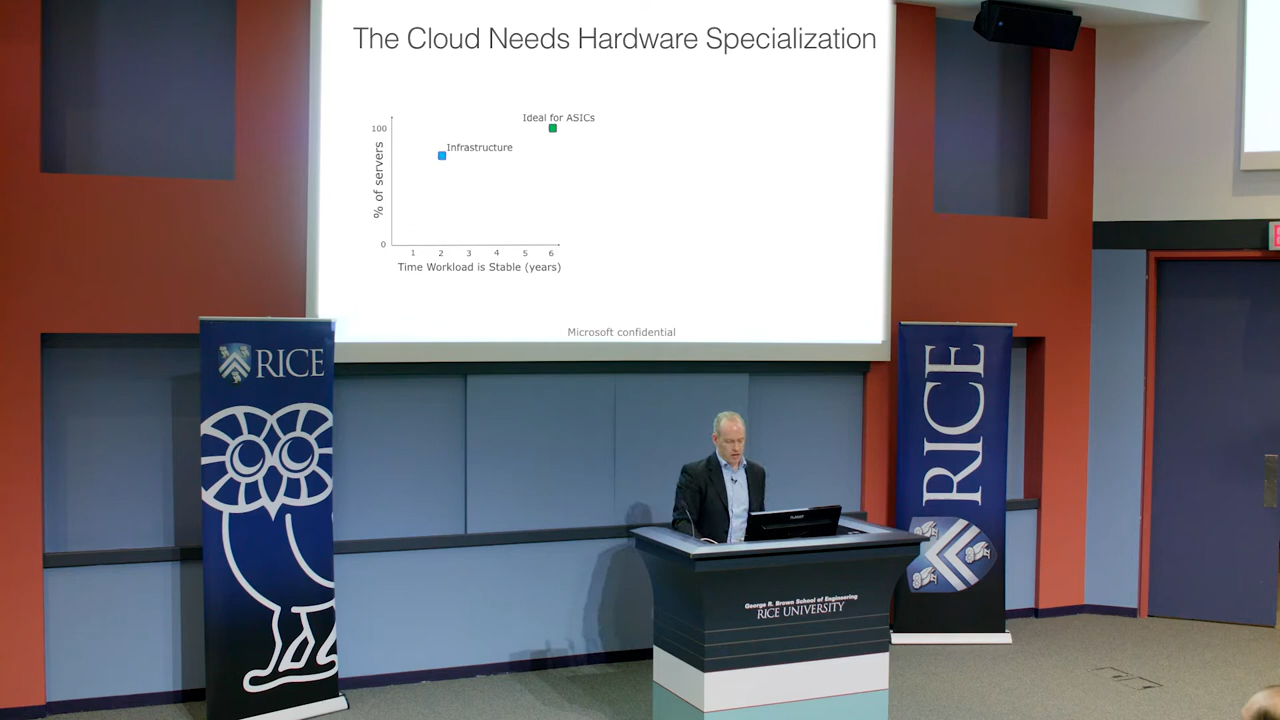 The Cloud Needs Hardware Specialization
Ideal for ASICs
100
Infrastructure
% of servers
0
1 2 3 4 5 6
Time Workload is Stable (years)
Microsoft confidential
RICE
RICE
George R. Brown School of Engineering
RICE UNIVERSITY